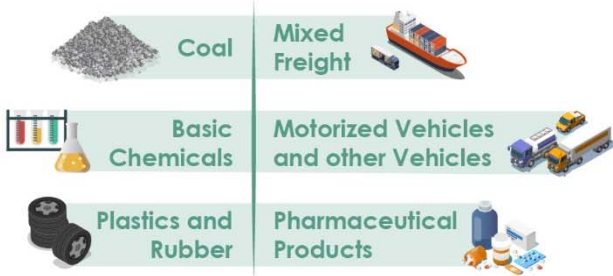 Coal
Mixed
Freight
Basic
Chemicals
Motorized Vehicles
and other Vehicles
Plastics and
Rubber
Pharmaceutical
Products